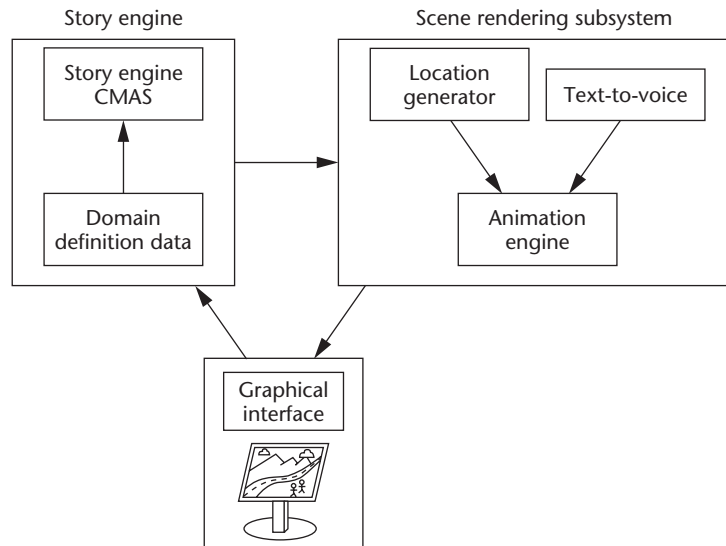 Story engine
Scene rendering subsystem
Story engine
CMAS
Location
generator
Text-to-voice
Domain
definition data
Animation
engine
Graphical
interface